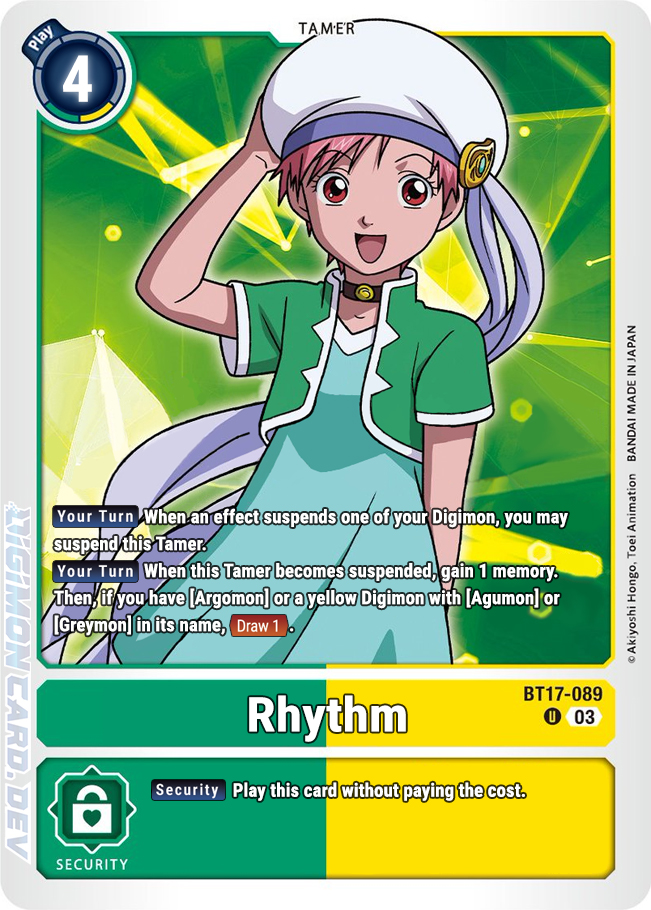 Play
4
TAMER
Your Turn When an effect suspends one of your Digimon, you may
suspend this Tamer.
Your Turn When this Tamer becomes suspended, gain 1 memory.
Then, if you have [Argomon] or a yellow Digimon with [Agumon] or
[Greymon] in its name, Draw 1.
© Akiyoshi Hongo, Toei Animation BANDAI MADE IN JAPAN
DIGIMONCARD.DEV
BT17-089
Rhythm
U 03
Security Play this card without paying the cost.
SECURITY